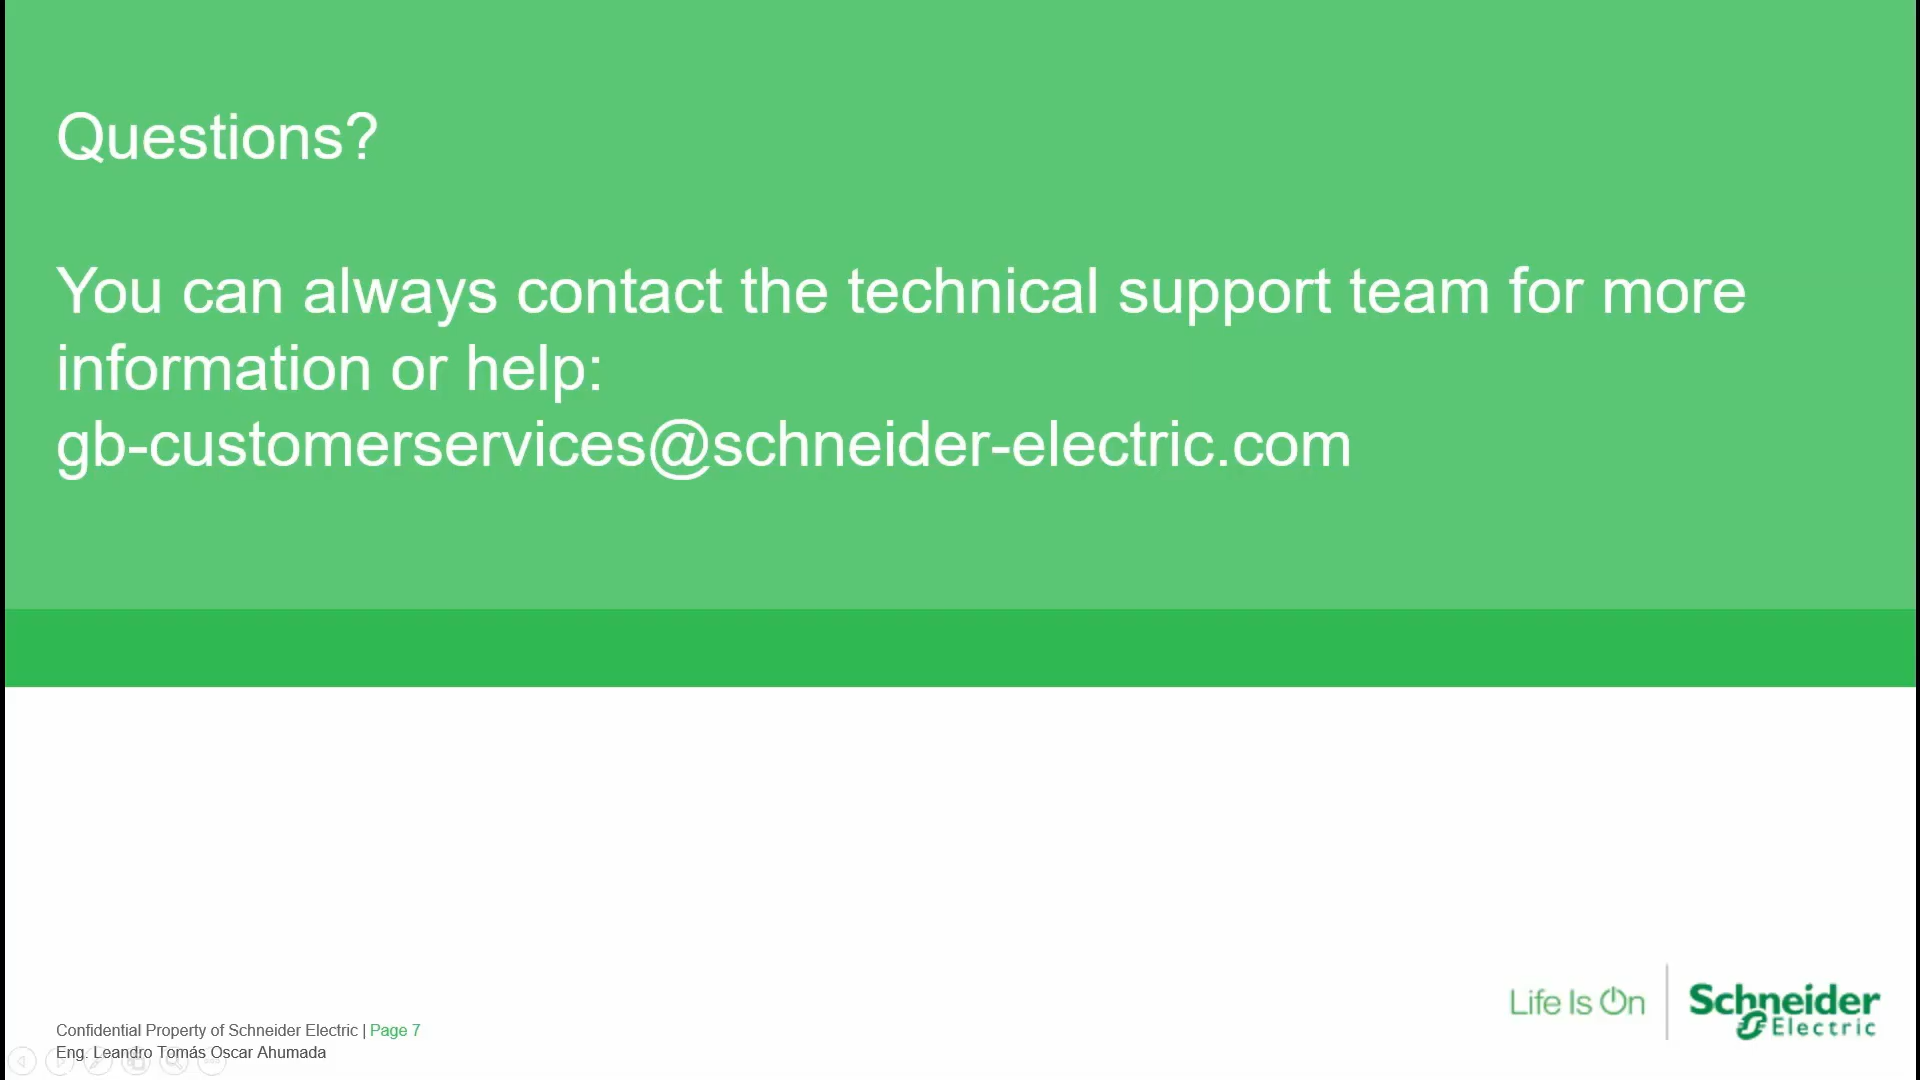 Questions?
You can always contact the technical support team for more
information or help:
gb-customerservices@schneider-electric.com
Life Is On
Schneider
Electric
Confidential Property of Schneider Electric | Page 7
Eng. Leandro Tomás Oscar Ahumada